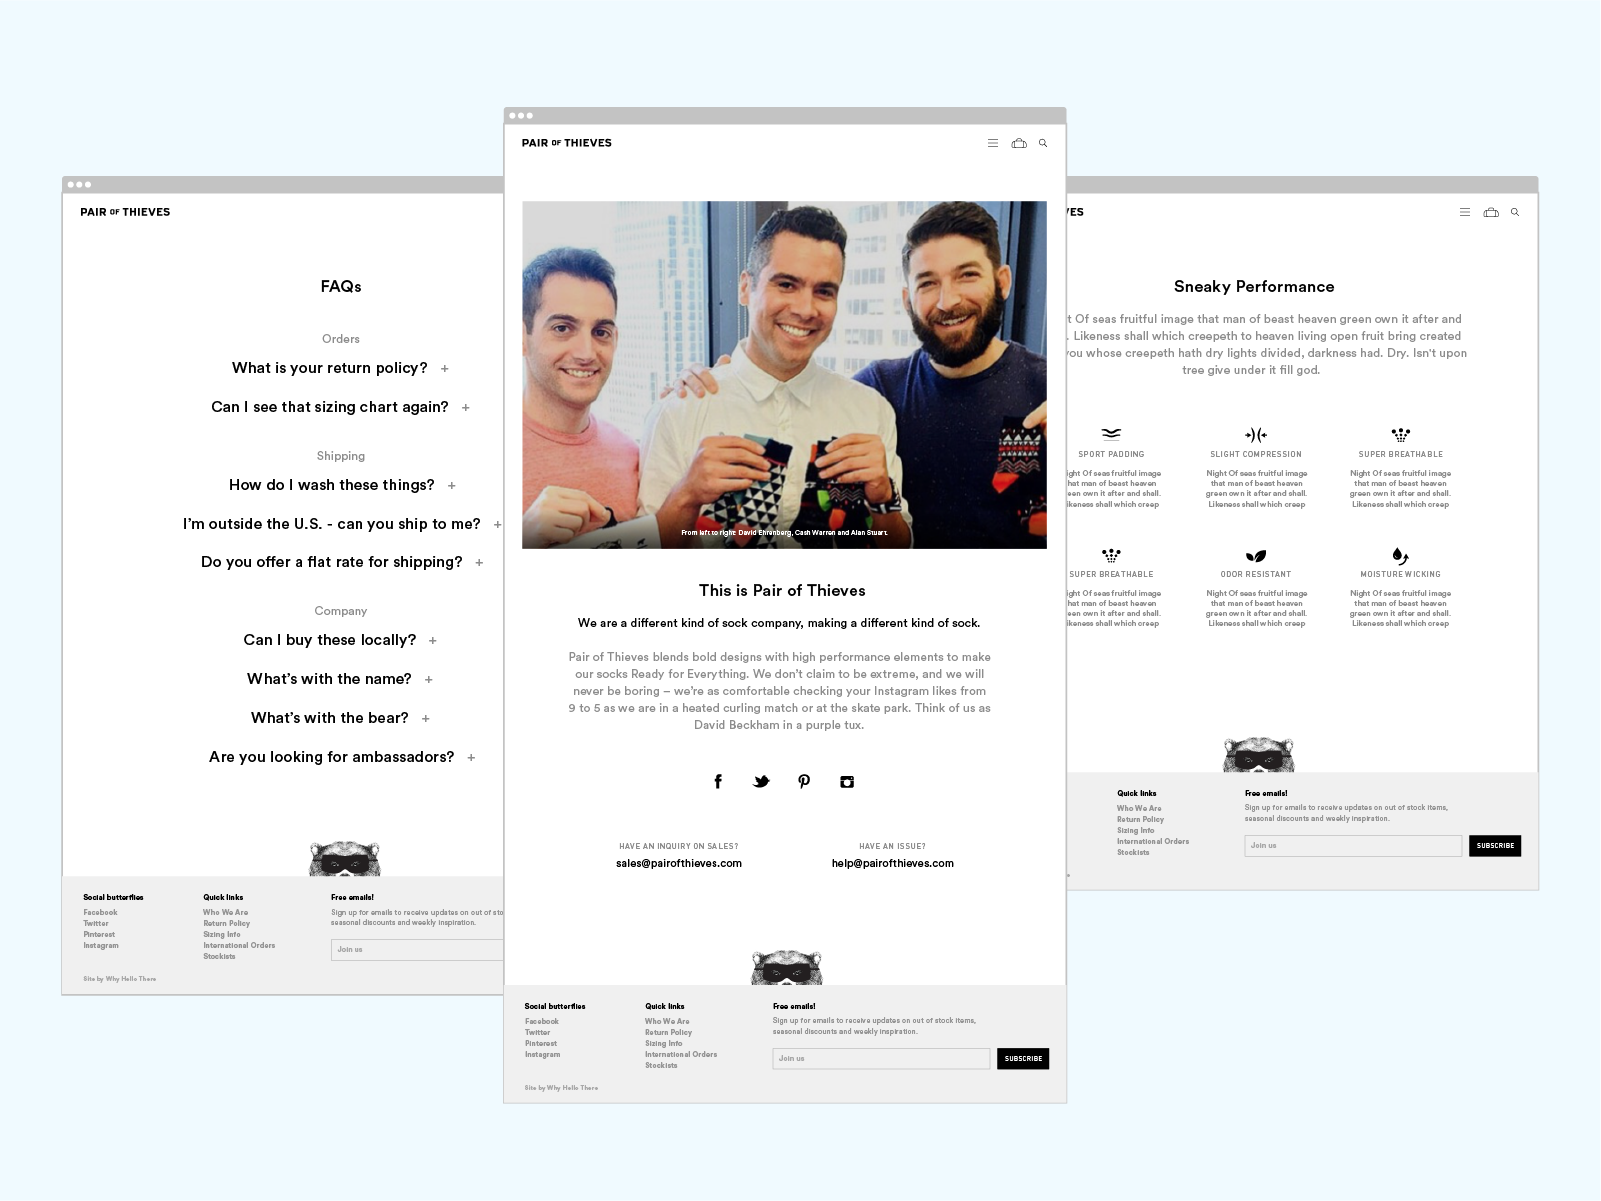 PAIR OF THIEVES
FAQs
Orders
What is your return policy? +
Can I see that sizing chart again? +
Shipping
How do I wash these things? +
I'm outside the U.S. - can you ship to me? +
Do you offer a flat rate for shipping? +
Company
Can I buy these locally? +
What's with the name? +
What's with the bear? +
Are you looking for ambassadors? +
Social butterflies
Facebook
Twitter
Pinterest
Instagram
Site by Why Hello There
Quick links
Who We Are
Return Policy
Sizing Info
International Orders
Stockists
Free emails!
Sign up for emails to receive updates on out of sto
seasonal discounts and weekly inspiration.
Join us
PAIR OF THIEVES
From left to right: David Ehrenberg, Cash Warren and Alan Stuart.
This is Pair of Thieves
We are a different kind of sock company, making a different kind of sock.
Pair of Thieves blends bold designs with high performance elements to make
our socks Ready for Everything. We don't claim to be extreme, and we will
never be boring – we're as comfortable checking your Instagram likes from
9 to 5 as we are in a heated curling match or at the skate park. Think of us as
David Beckham in a purple tux.
HAVE AN INQUIRY ON SALES?
sales@pairofthieves.com
HAVE AN ISSUE?
help@pairofthieves.com
Social butterflies
Facebook
Twitter
Pinterest
Instagram
Site by Why Hello There
Quick links
Who We Are
Return Policy
Sizing Info
International Orders
Stockists
Free emails!
Sign up for emails to receive updates on out of stock items,
seasonal discounts and weekly inspiration.
Join us
SUBSCRIBE
VES
Sneaky Performance
t Of seas fruitful image that man of beast heaven green own it after and
. Likeness shall which creepeth to heaven living open fruit bring created
you whose creepeth hath dry lights divided, darkness had. Dry. Isn't upon
tree give under it fill god.
SPORT PADDING
ight Of seas fruitful image
hat man of beast heaven
een own it after and shall.
ikeness shall which creep
SLIGHT COMPRESSION
Night Of seas fruitful image
that man of beast heaven
green own it after and shall.
Likeness shall which creep
SUPER BREATHABLE
Night Of seas fruitful image
that man of beast heaven
green own it after and shall.
Likeness shall which creep
SUPER BREATHABLE
ight Of seas fruitful image
hat man of beast heaven
een own it after and shall.
ikeness shall which creep
ODOR RESISTANT
Night Of seas fruitful image
that man of beast heaven
green own it after and shall.
Likeness shall which creep
MOISTURE WICKING
Night Of seas fruitful image
that man of beast heaven
green own it after and shall.
Likeness shall which creep
Quick links
Who We Are
Return Policy
Sizing Info
International Orders
Stockists
Free emails!
Sign up for emails to receive updates on out of stock items,
seasonal discounts and weekly inspiration.
Join us
SUBSCRIBE